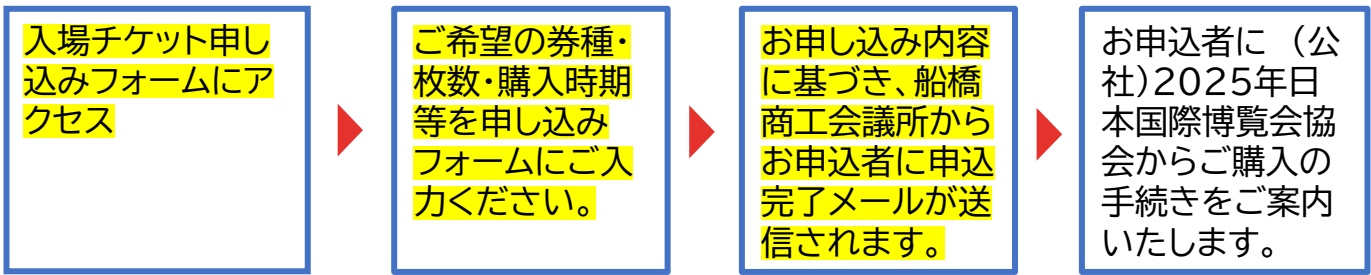 入場チケット申し
込みフォームにア
クセス
ご希望の券種・
枚数・購入時期
等を申し込み
フォームにご入
力ください。
お申し込み内容
に基づき、船橋
商工会議所から
お申込者に申込
完了メールが送
信されます。
お申込者に （公
社）2025年日
本国際博覧会協
会からご購入の
手続きをご案内
いたします。